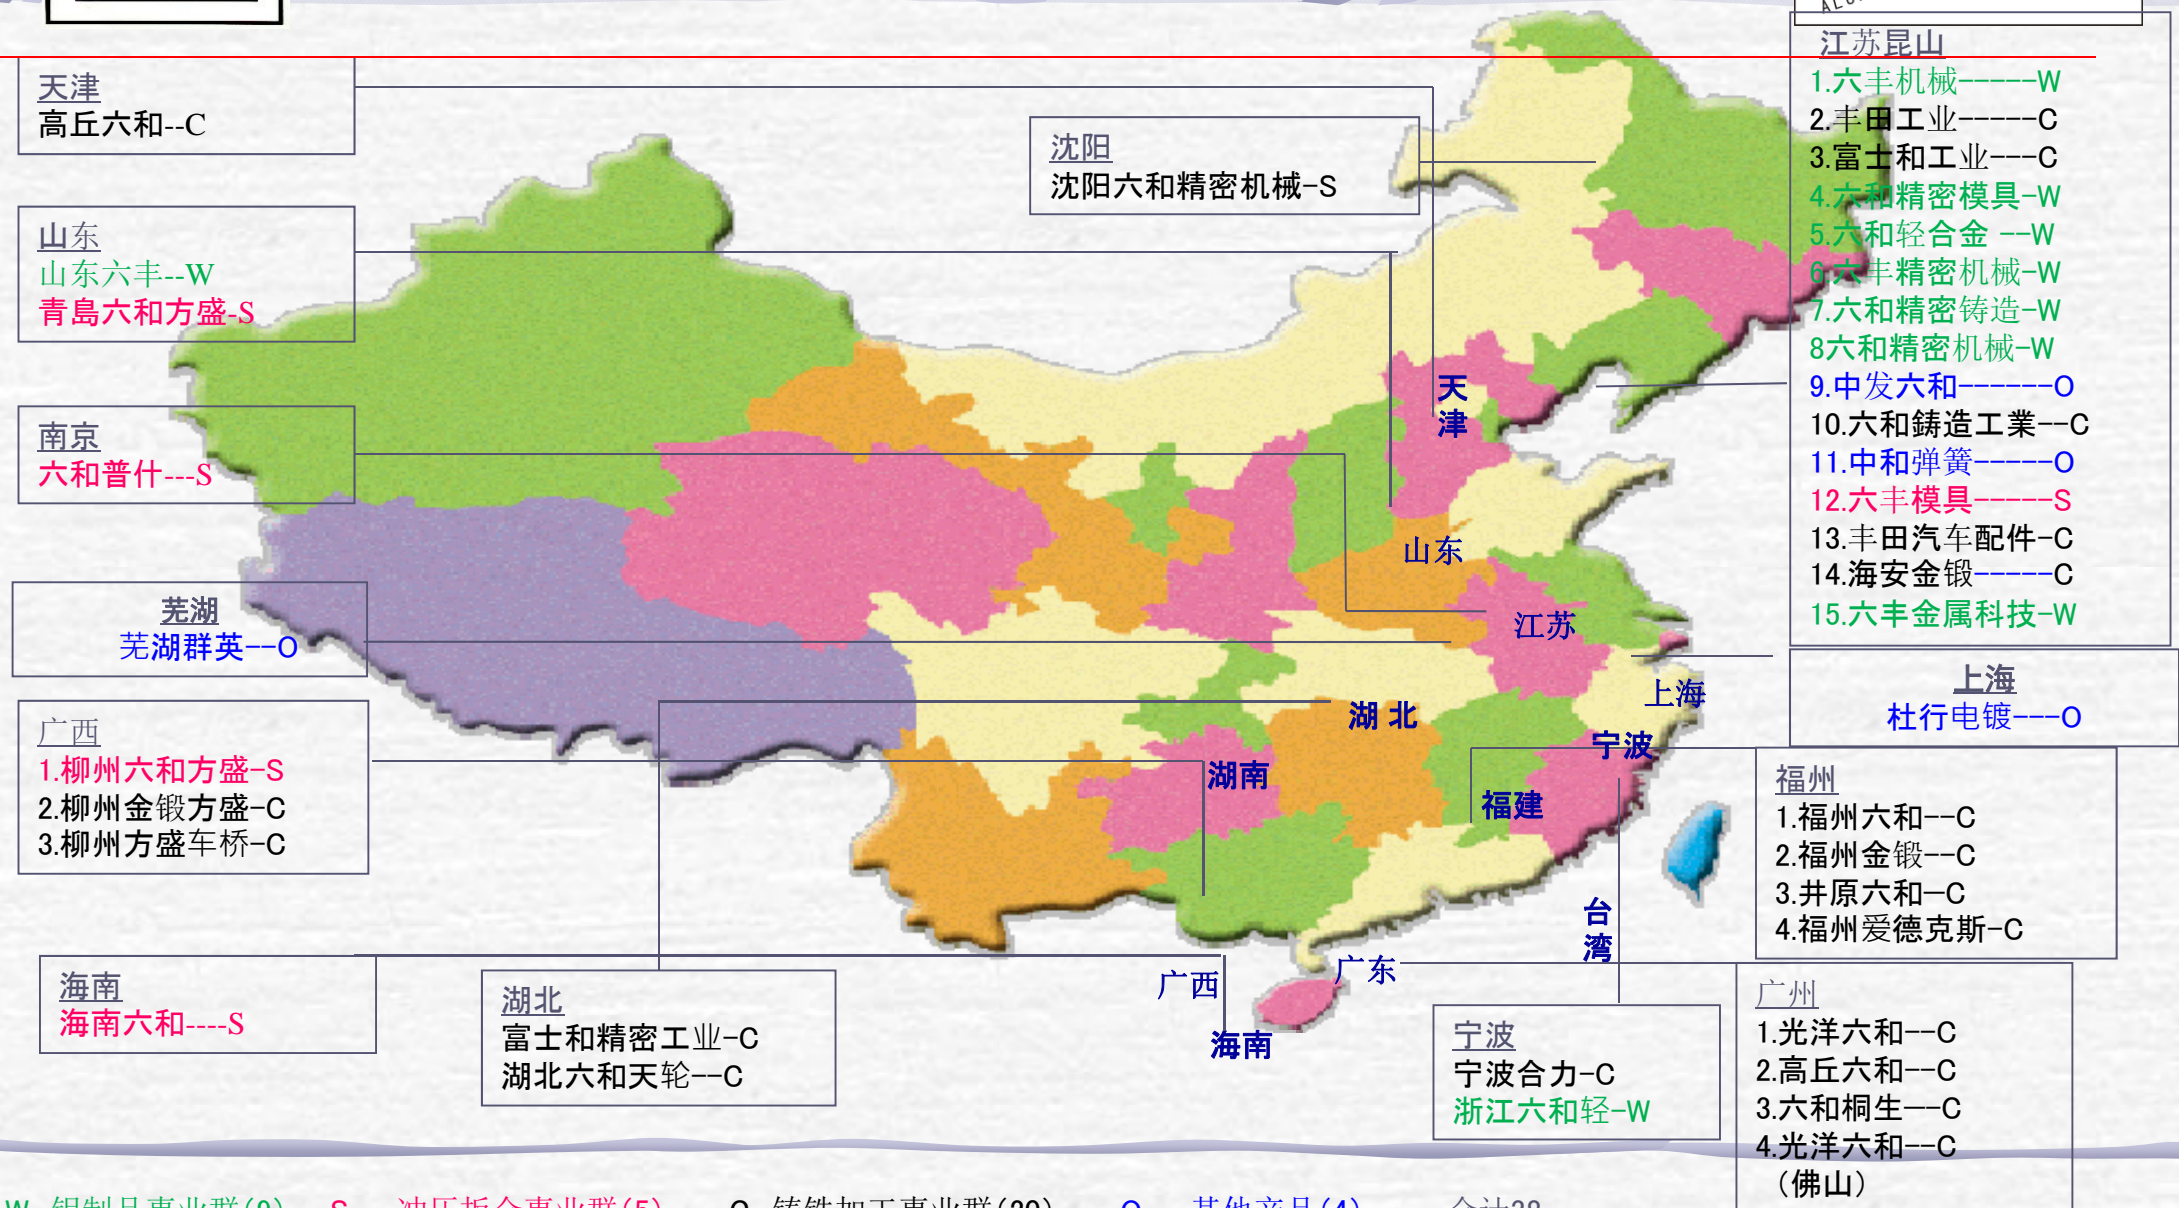 天津
高丘六和--C
山东
山东六丰--W
青島六和方盛-S
南京
六和普什---S
芜湖
芜湖群英--O
广西
1.柳州六和方盛-S
2.柳州金锻方盛-C
3.柳州方盛车桥-C
海南
海南六和----S
湖北
富士和精密工业-C
湖北六和天轮--C
沈阳
沈阳六和精密机械-S
天
津
山东
江苏
上海
湖 北
宁波
湖南
福建
台
湾
广西
广东
海南
江苏昆山
1.六丰机械-----W
2.丰田工业-----C
3.富士和工业---C
4.六和精密模具-W
5.六和轻合金 --W
6.六丰精密机械-W
7.六和精密铸造-W
8六和精密机械-W
9.中发六和------O
10.六和鋳造工業--C
11.中和弹簧-----O
12.六丰模具-----S
13.丰田汽车配件-C
14.海安金锻-----C
15.六丰金属科技-W
上海
杜行电镀---O
福州
1.福州六和--C
2.福州金锻--C
3.井原六和-C
4.福州爱德克斯-C
宁波
宁波合力-C
浙江六和轻-W
广州
1.光洋六和--C
2.高丘六和--C
3.六和桐生--C
4.光洋六和--C
（佛山）